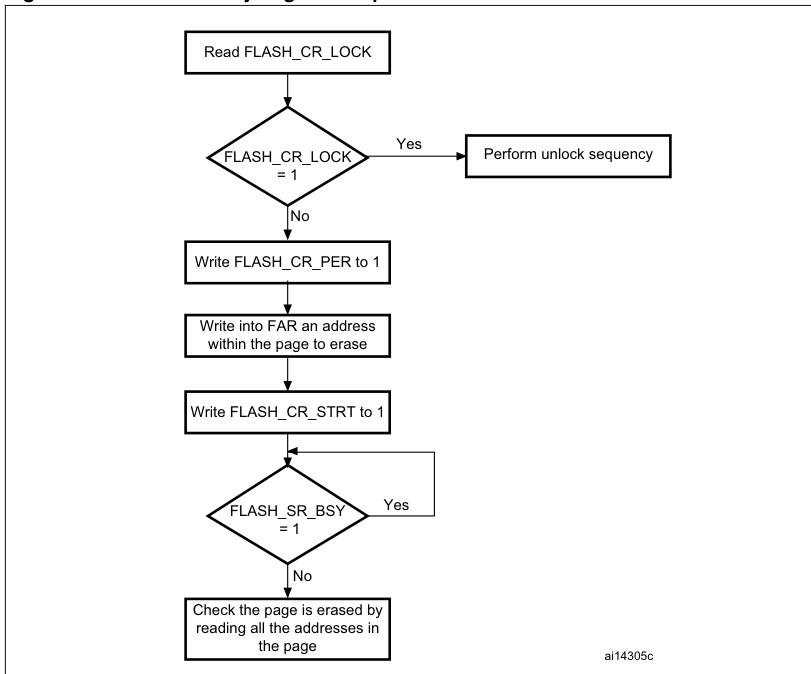 Read FLASH_CR_LOCK
FLASH_CR_LOCK
= 1
Yes
Perform unlock sequency
No
Write FLASH_CR_PER to 1
Write into FAR an address
within the page to erase
Write FLASH_CR_STRT to 1
FLASH_SR_BSY
= 1
Yes
No
Check the page is erased by
reading all the addresses in
the page
ai14305c